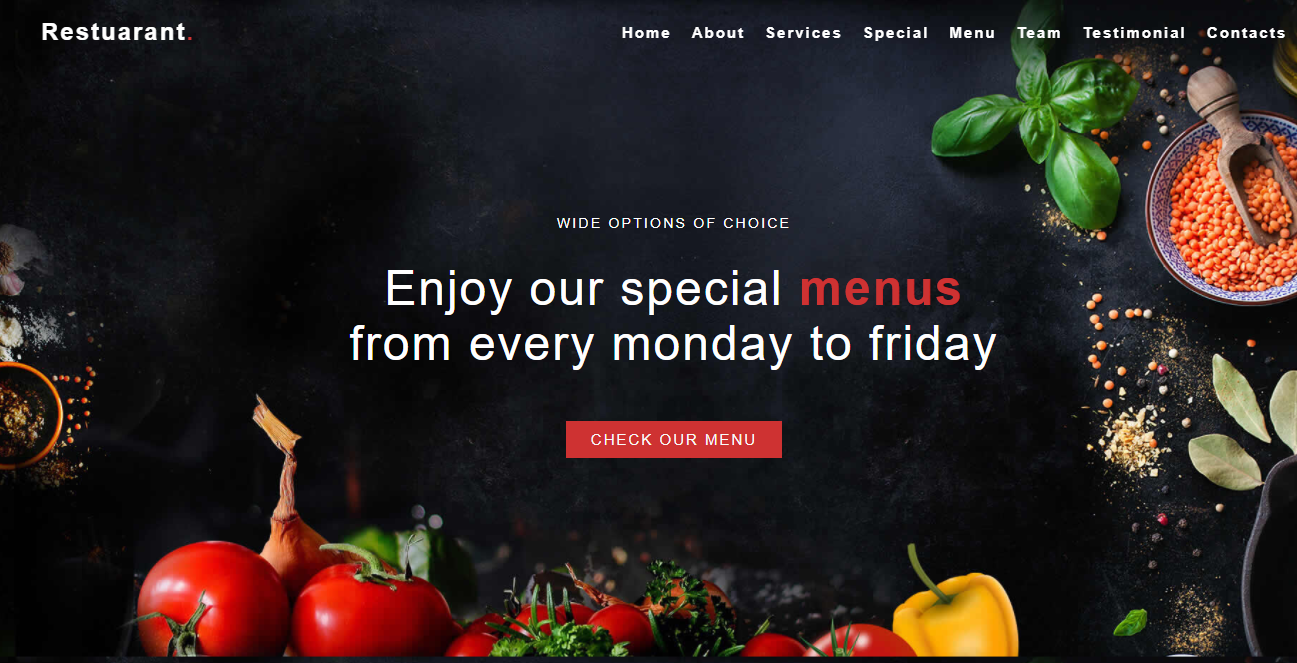 Restuarant.
Home About Services Special Menu Team Testimonial Contacts
WIDE OPTIONS OF CHOICE
Enjoy our special menus
from every monday to friday
CHECK OUR MENU